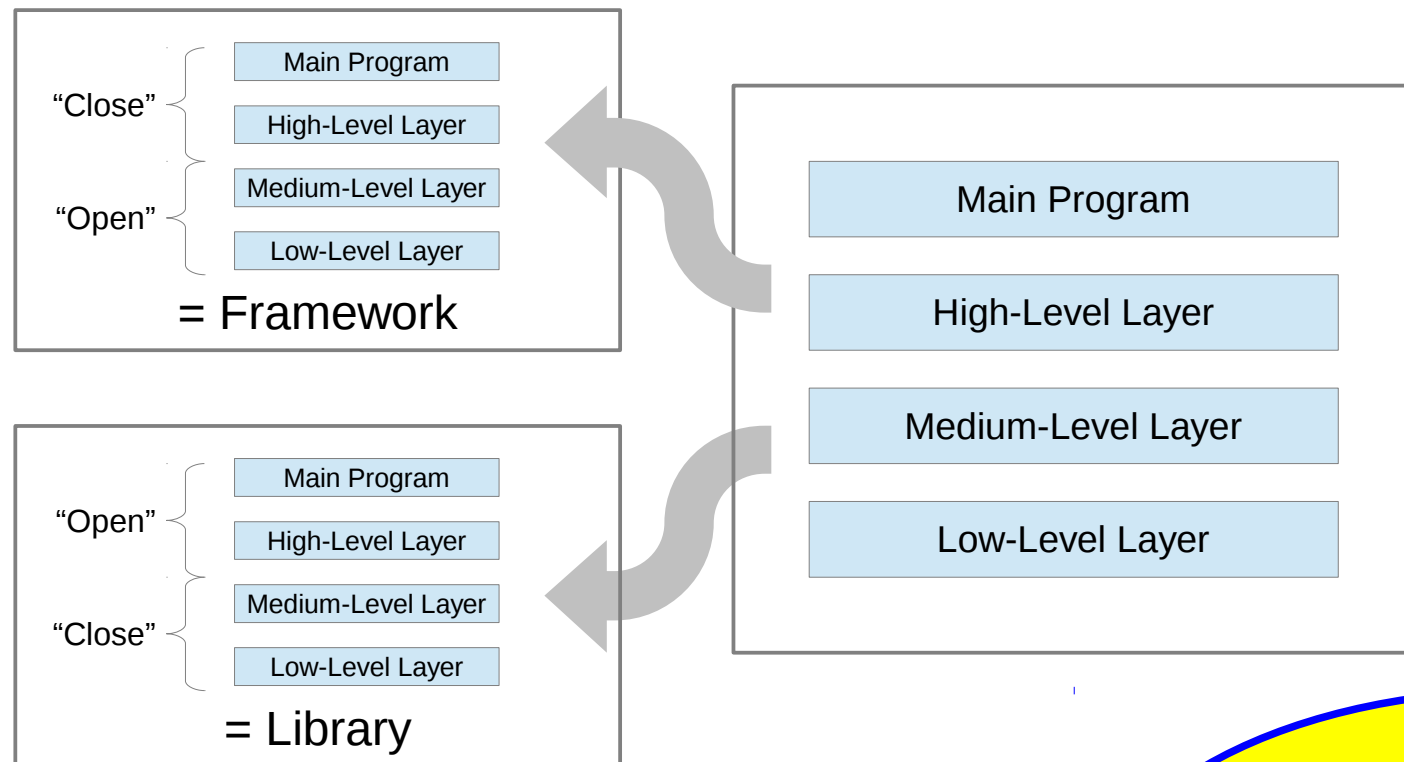 Main Program
“Close”
High-Level Layer
Medium-Level Layer
“Open”
Low-Level Layer
= Framework
Main Program
“Open”
High-Level Layer
Medium-Level Layer
“Close”
Low-Level Layer
= Library
Main Program
High-Level Layer
Medium-Level Layer
Low-Level Layer